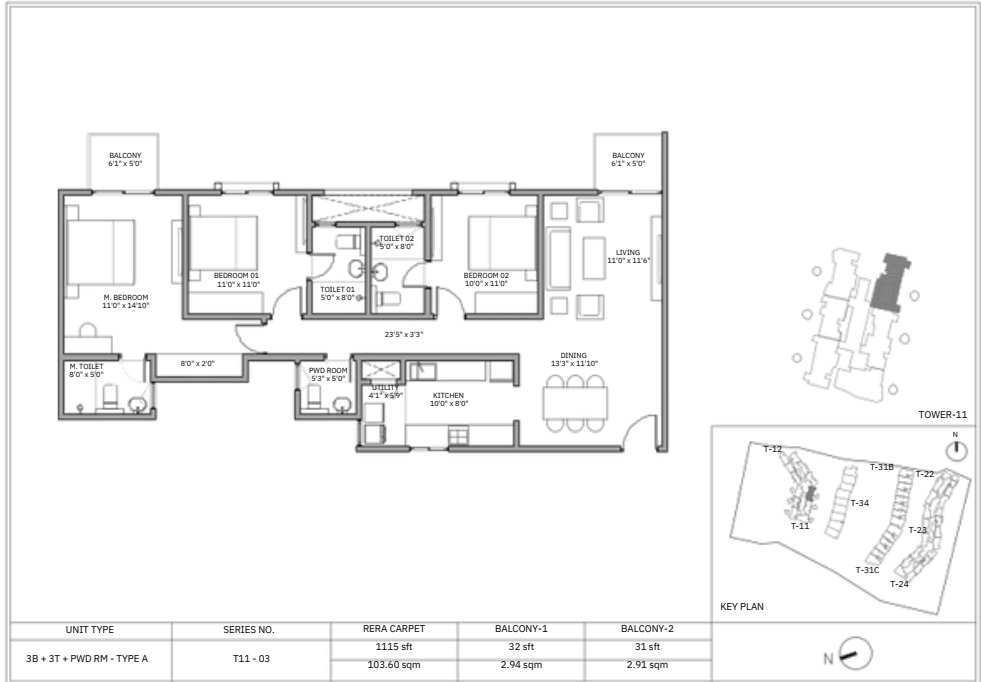 BALCONY
6'1" x 5'0"
BALCONY
6'1" x 5'0"
TOILET 02
5'0" x 8'0"
LIVING
11'0" x 11'6"
BEDROOM 01
11'0" x 11'0"
BEDROOM 02
10'0" x 11'0"
TOILET 01
5'0" x 8'0"
M. BEDROOM
11'0" x 14'10"
23'5" x 3'3"
DINING
13'3" x 11'10"
M. TOILET
8'0" x 5'0"
8'0" x 2'0"
PWD ROOM
5'3" x 5'0"
UTILITY
4'1" x 5'9"
KITCHEN
10'0" x 8'0"
TOWER-11
N
T-12
T-31B
T-22
T-34
T-11
T-23
T-31C
T-24
KEY PLAN
UNIT TYPE SERIES NO. RERA CARPET BALCONY-1 BALCONY-2
3B + 3T + PWD RM - TYPE A T11 - 03 1115 sft 32 sft 31 sft
103.60 sqm 2.94 sqm 2.91 sqm
N